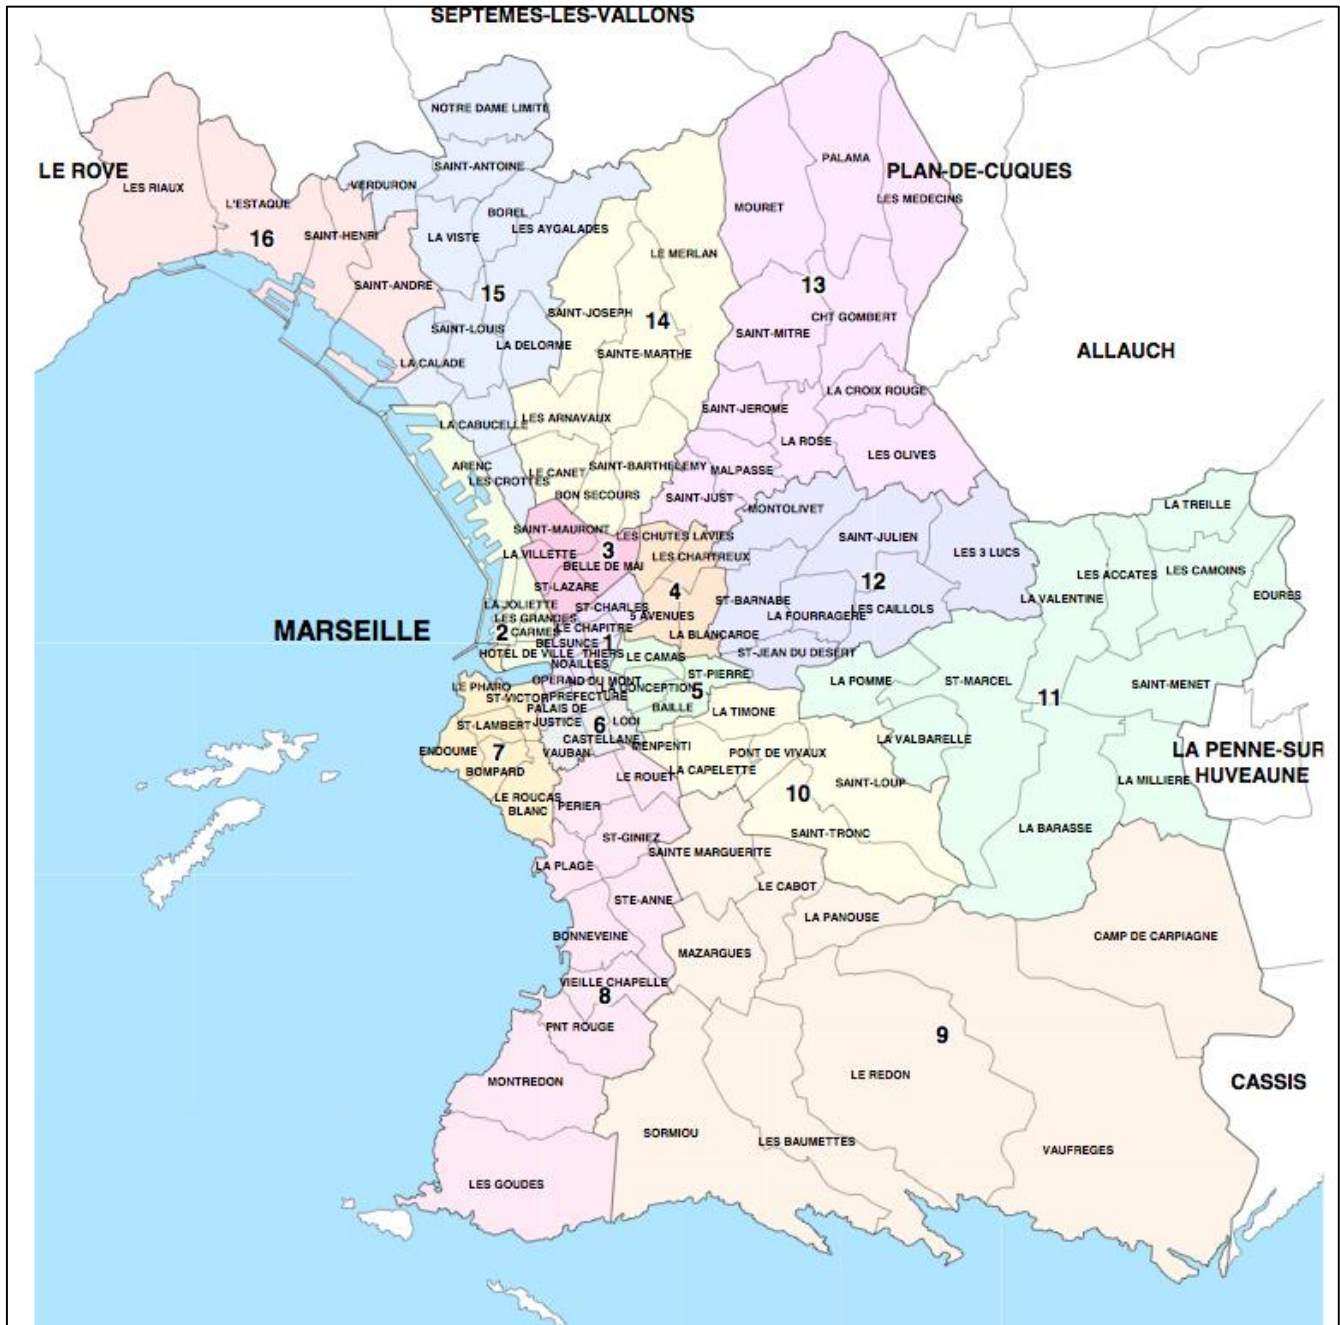 SEPTEMES-LES-VALLONS
NOTRE DAME LIMITE
LE ROVE
LES RIAUX
VERDURON
SAINT-ANTOINE
PALAMA
PLAN-DE-CUQUES
L'ESTAQUE
MOURET
LES MEDECINS
16
SAINT-HENRI
LA VISTE
BOREL
LES AYGALADES
LE MERLAN
SAINT-ANDRE
15
13
SAINT-JOSEPH
14
CHT GOMBERT
SAINT-LOUIS
LA DELORME
SAINT-MITRE
SAINTE-MARTHE
ALLAUCH
LA CALADE
LA CROIX ROUGE
SAINT-JEROME
LA CABUCELLE
LES ARNAVAUX
LA ROSE
LES OLIVES
ARENC
LES CROTTES
LE CANET
SAINT-BARTHELEMY
MALPASSE
BON SECOURS
SAINT-JUST
MONTOLIVET
LA TREILLE
SAINT-MAURONT
LES CHUTES LAVIES
SAINT-JULIEN
LA VILLETTE
3
LES CHARTREUX
LES 3 LUCS
BELLE DE MAI
LES ACCATES
LES CAMOINS
ST-LAZARE
4
12
LA VALENTINE
EOURES
LA JOLIETTE
ST-CHARLES
5 AVENUES
ST-BARNABE
LA FOURRAGERE
LES CAILLOLS
LES GRANDES
CARMES
MARSEILLE
2
LE CHAPITRE
LA BLANCARDE
HOTEL DE VILLE
BELSUNCE
1
THIERS
NOAILLES
LE CAMAS
ST-JEAN DU DESERT
ST-PIERRE
LA POMME
ST-MARCEL
SAINT-MENET
LE PHARO
OPERA
ND DU MONT
LA CONCEPTION
5
11
ST-VICTOR
PREFECTURE
BAILLE
LA TIMONE
ST-LAMBERT
PALAIS DE
JUSTICE
6
LODI
CASTELLANE
MENPENTI
LA VALBARELLE
ENDOUME
7
VAUBAN
PONT DE VIVAUX
LA PENNE-SUR
HUVEAUNE
BOMPARD
LE ROUET
LA CAPELETTE
SAINT-LOUP
LA MILLIERE
LE ROUCAS
BLANC
PERIER
10
ST-GINIEZ
SAINT-TRONC
LA BARASSE
SAINTE MARGUERITE
LA PLAGE
LE CABOT
STE-ANNE
LA PANOUSE
BONNEVEINE
CAMP DE CARPIAGNE
MAZARGUES
VIEILLE CHAPELLE
8
PNT ROUGE
9
MONTREDON
LE REDON
CASSIS
SORMIOU
LES BAUMETTES
VAUFREGES
LES GOUDES